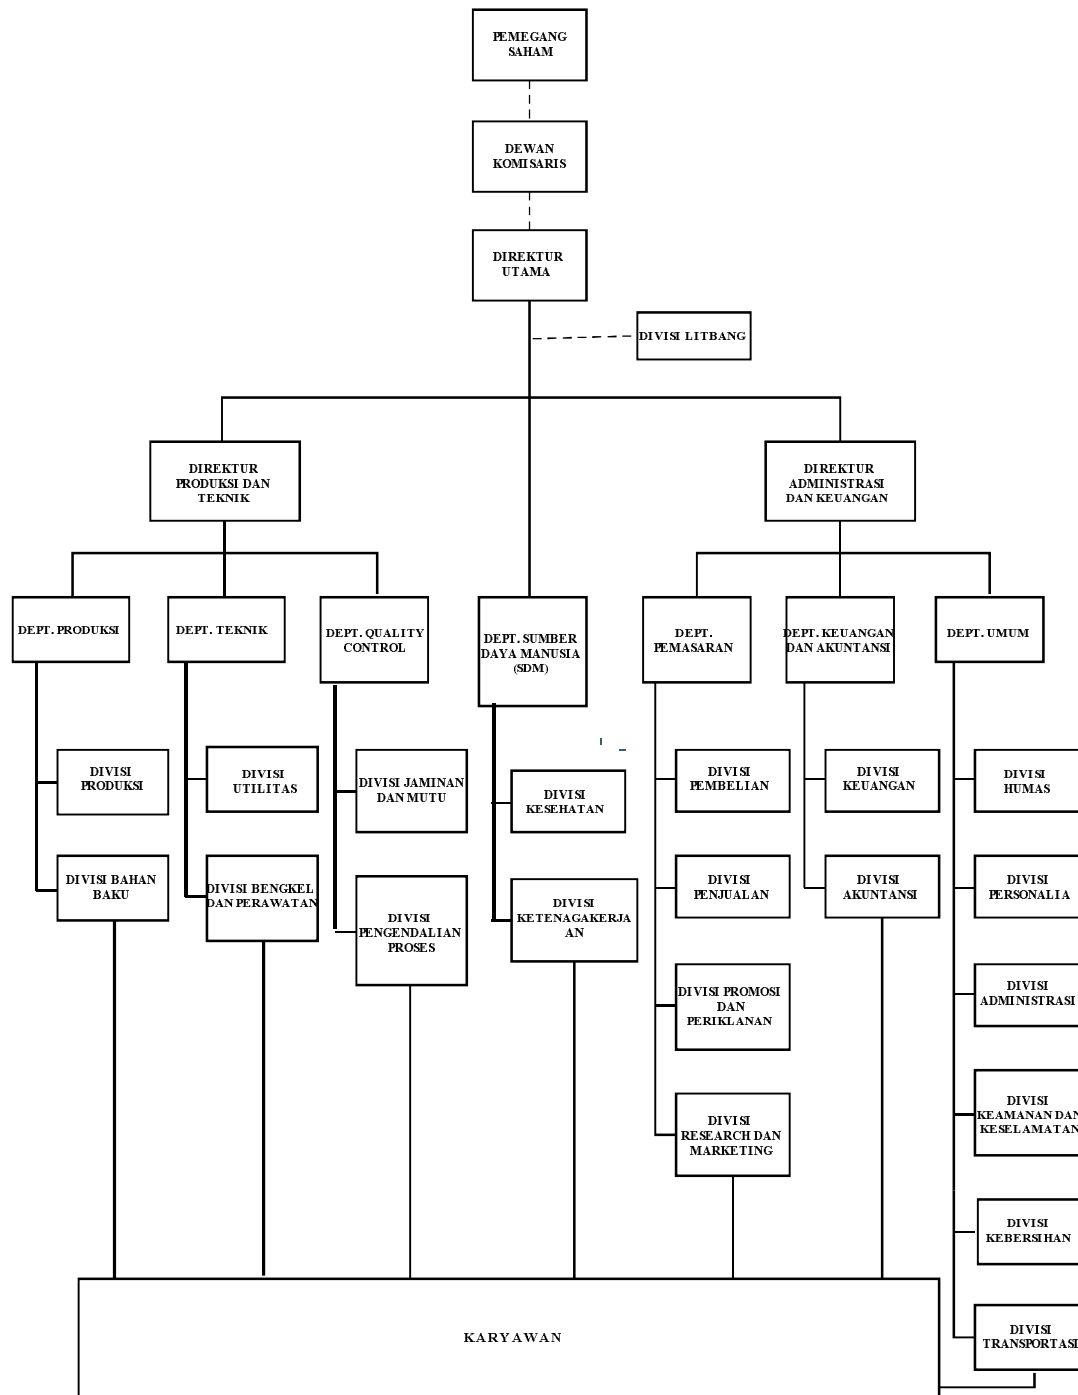 PEMEGANG
SAHAM
DEWAN
KOMISARIS
DIREKTUR
UTAMA
DIVISI LITBANG
DIREKTUR
PRODUKSI DAN
TEKNIK
DIREKTUR
ADMINISTRASI
DAN KEUANGAN
DEPT. PRODUKSI
DEPT. TEKNIK
DEPT. QUALITY
CONTROL
DEPT. SUMBER
DAYA MANUSIA
(SDM)
DEPT.
PEMASARAN
DEPT. KEUANGAN
DAN AKUNTANSI
DEPT. UMUM
DIVISI
PRODUKSI
DIVISI
UTILITAS
DIVISI JAMINAN
DAN MUTU
DIVISI
KESEHATAN
DIVISI
PEMBELIAN
DIVISI
KEUANGAN
DIVISI
HUMAS
DIVISI BAHAN
BAKU
DIVISI BENGKEL
DAN PERAWATAN
DIVISI
PENGENDALIAN
PROSES
DIVISI
KETENAGAKERJA
AN
DIVISI
PENJUALAN
DIVISI
AKUNTANSI
DIVISI
PERSONALIA
DIVISI PROMOSI
DAN
PERIKLANAN
DIVISI
ADMINISTRASI
DIVISI
RESEARCH DAN
MARKETING
DIVISI
KEAMANAN DAN
KESELAMATAN
DIVISI
KEBERSIHAN
DIVISI
TRANSPORTASI
KARYAWAN